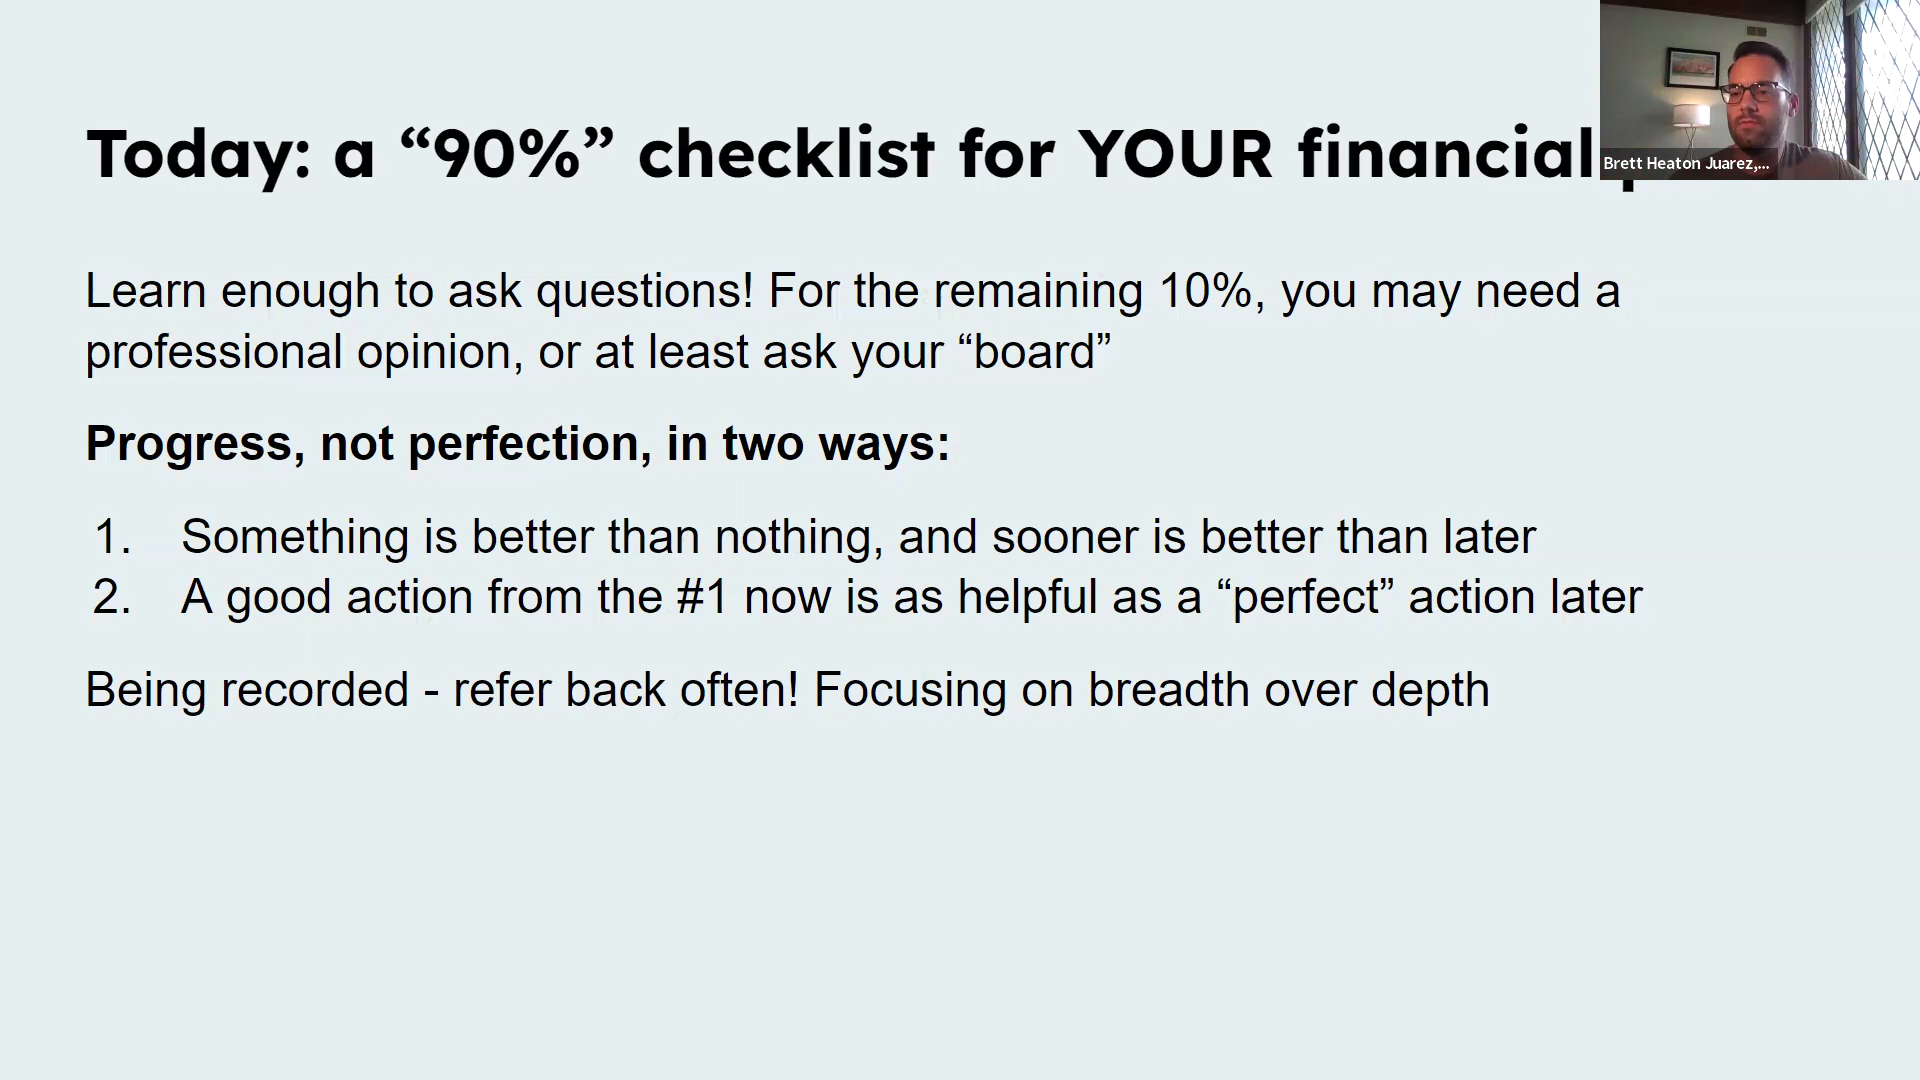 Today: a “90%” checklist for YOUR financial
Brett Heaton Juarez,...
Learn enough to ask questions! For the remaining 10%, you may need a
professional opinion, or at least ask your “board”
Progress, not perfection, in two ways:
1. Something is better than nothing, and sooner is better than later
2. A good action from the #1 now is as helpful as a “perfect” action later
Being recorded - refer back often! Focusing on breadth over depth